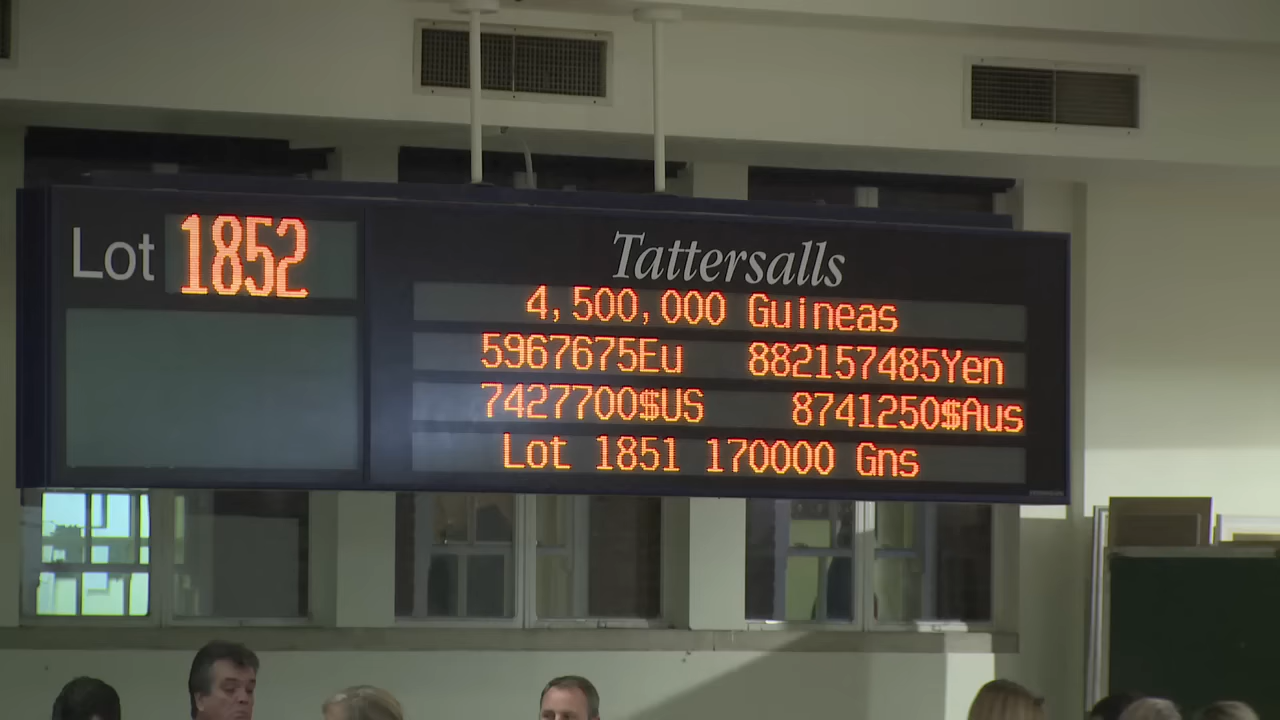 Lot 1852
Tattersalls
4,500,000 Guineas
5967675Eu 882157485Yen
7427700$US 8741250$Aus
Lot 1851 170000 Gns